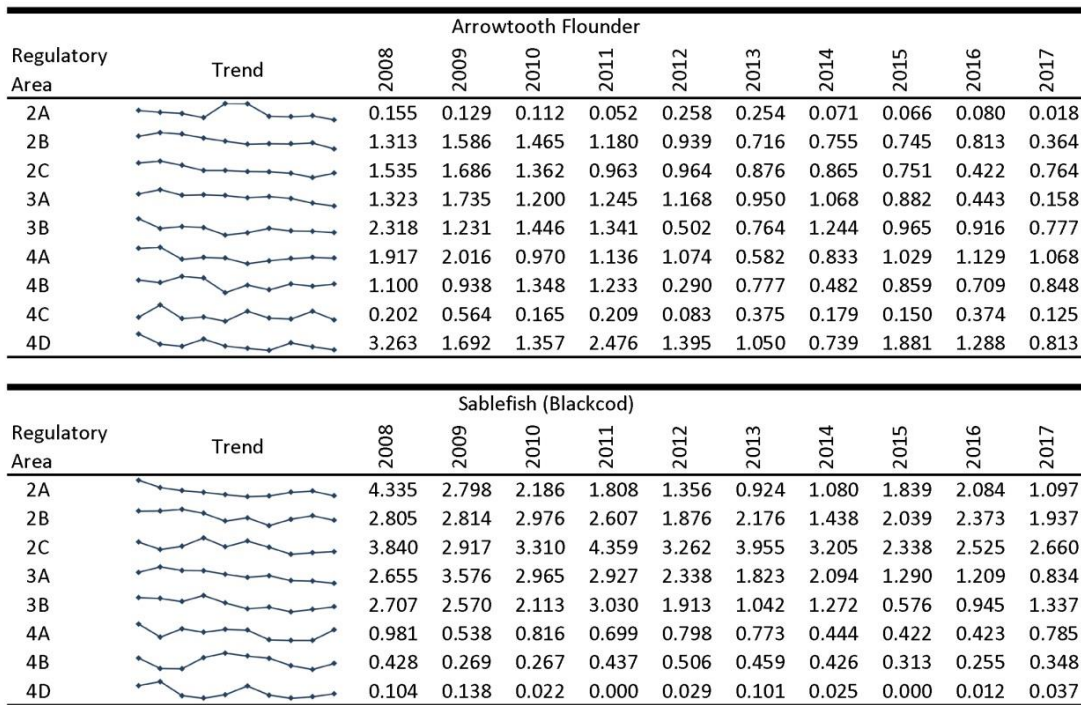 Arrowtooth Flounder
Regulatory Area Trend 2008 2009 2010 2011 2012 2013 2014 2015 2016 2017
2A 0.155 0.129 0.112 0.052 0.258 0.254 0.071 0.066 0.080 0.018
2B 1.313 1.586 1.465 1.180 0.939 0.716 0.755 0.745 0.813 0.364
2C 1.535 1.686 1.362 0.963 0.964 0.876 0.865 0.751 0.422 0.764
3A 1.323 1.735 1.200 1.245 1.168 0.950 1.068 0.882 0.443 0.158
3B 2.318 1.231 1.446 1.341 0.502 0.764 1.244 0.965 0.916 0.777
4A 1.917 2.016 0.970 1.136 1.074 0.582 0.833 1.029 1.129 1.068
4B 1.100 0.938 1.348 1.233 0.290 0.777 0.482 0.859 0.709 0.848
4C 0.202 0.564 0.165 0.209 0.083 0.375 0.179 0.150 0.374 0.125
4D 3.263 1.692 1.357 2.476 1.395 1.050 0.739 1.881 1.288 0.813
Sablefish (Blackcod)
Regulatory Area Trend 2008 2009 2010 2011 2012 2013 2014 2015 2016 2017
2A 4.335 2.798 2.186 1.808 1.356 0.924 1.080 1.839 2.084 1.097
2B 2.805 2.814 2.976 2.607 1.876 2.176 1.438 2.039 2.373 1.937
2C 3.840 2.917 3.310 4.359 3.262 3.955 3.205 2.338 2.525 2.660
3A 2.655 3.576 2.965 2.927 2.338 1.823 2.094 1.290 1.209 0.834
3B 2.707 2.570 2.113 3.030 1.913 1.042 1.272 0.576 0.945 1.337
4A 0.981 0.538 0.816 0.699 0.798 0.773 0.444 0.422 0.423 0.785
4B 0.428 0.269 0.267 0.437 0.506 0.459 0.426 0.313 0.255 0.348
4D 0.104 0.138 0.022 0.000 0.029 0.101 0.025 0.000 0.012 0.037